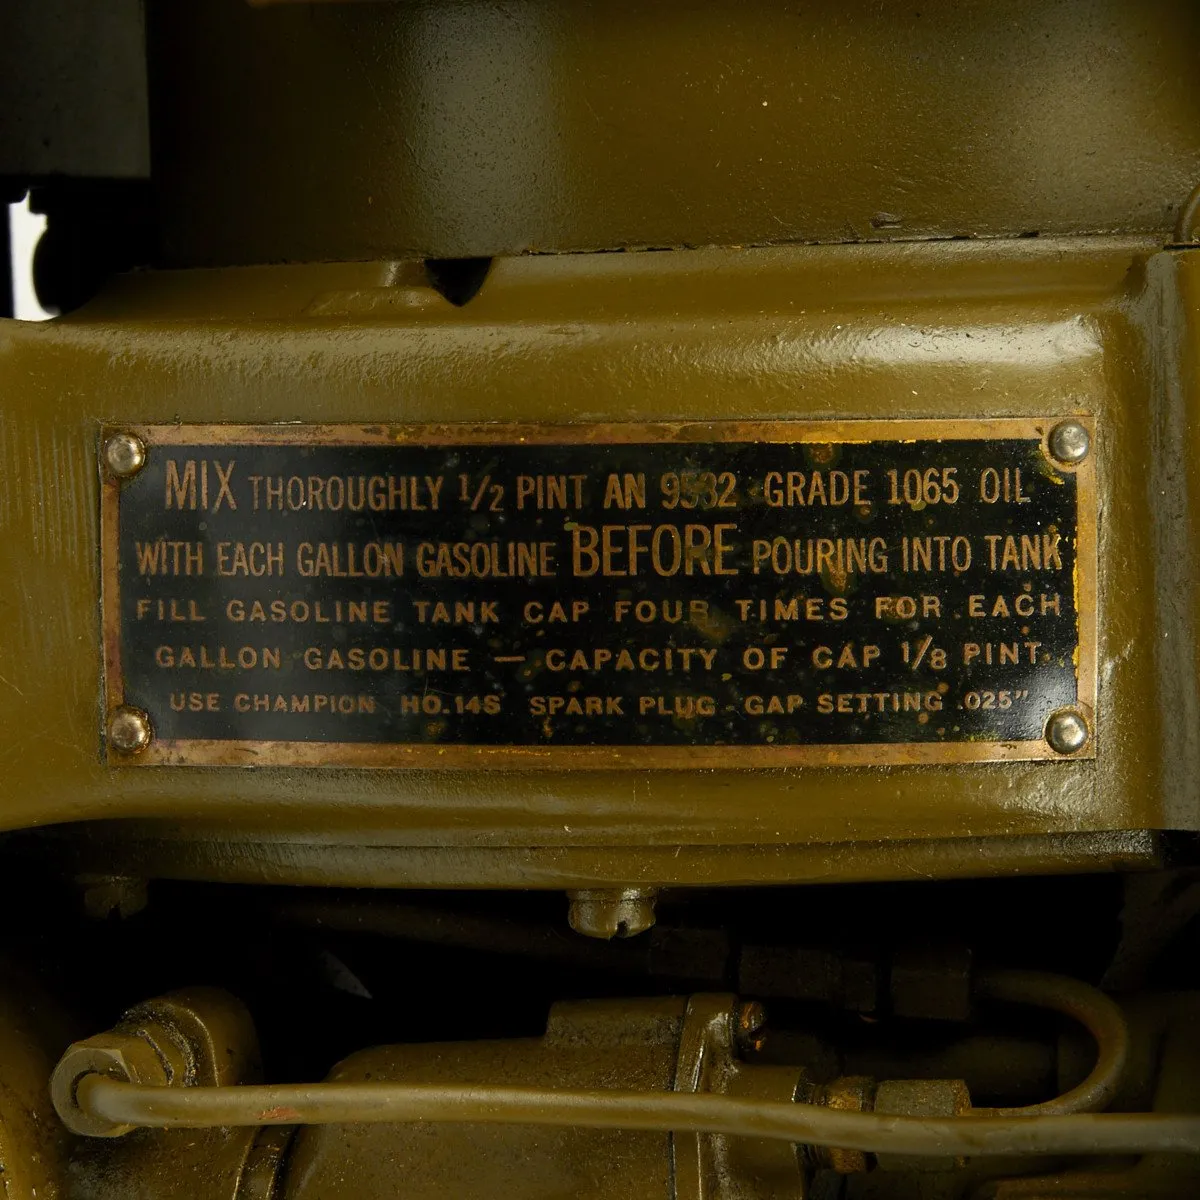 MIX THOROUGHLY 1/2 PINT AN 9532 GRADE 1065 OIL
WITH EACH GALLON GASOLINE BEFORE POURING INTO TANK
FILL GASOLINE TANK CAP FOUR TIMES FOR EACH
GALLON GASOLINE — CAPACITY OF CAP 1/8 PINT.
USE CHAMPION HO.14S SPARK PLUG - GAP SETTING .025"